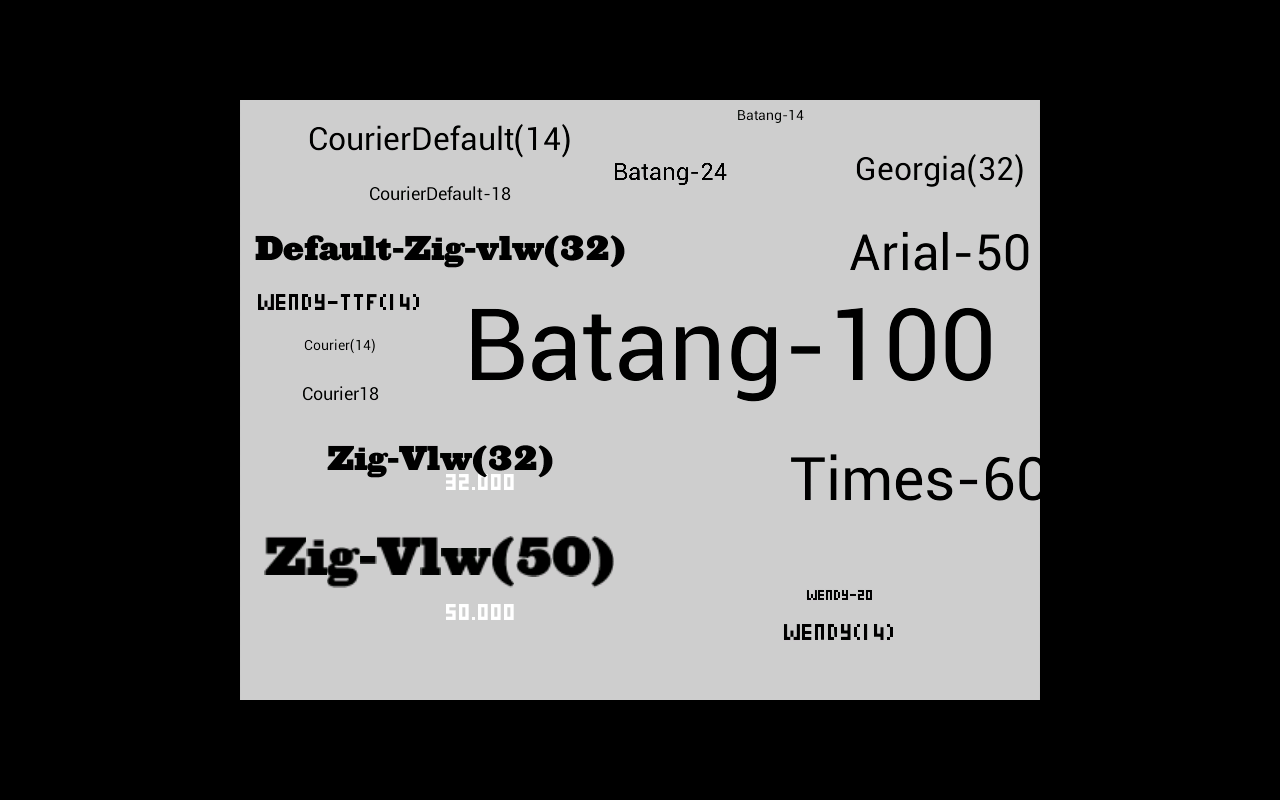 Batang-14
CourierDefault(14)
Batang-24
Georgia(32)
CourierDefault-18
Default-Zig-vlw(32)
Arial-50
WENDY-TTF(14)
Courier(14)
Batang-100
Courier18
Zig-Vlw(32)
32.000
Times-60
Zig-Vlw(50)
WENDY-20
50.000
WENDY(14)